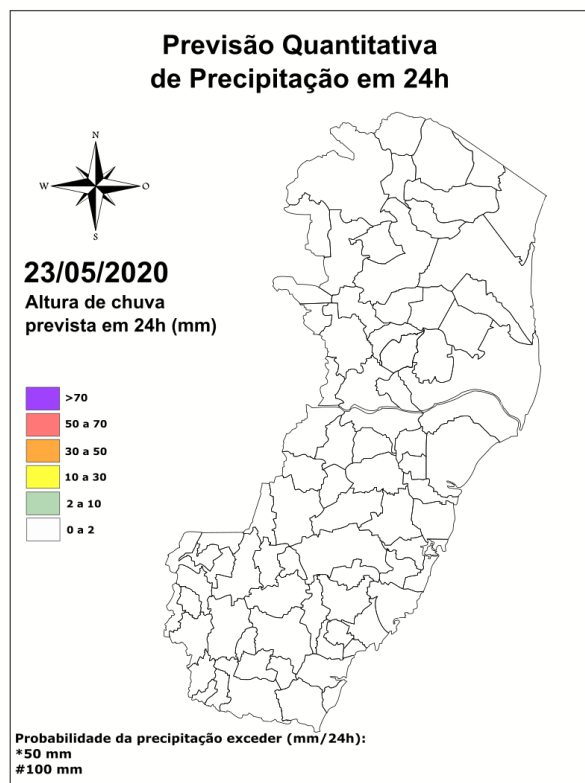 Previsão Quantitativa
de Precipitação em 24h
N
W O
S
23/05/2020
Altura de chuva
prevista em 24h (mm)
>70
50 a 70
30 a 50
10 a 30
2 a 10
0 a 2
Probabilidade da precipitação exceder (mm/24h):
*50 mm
#100 mm